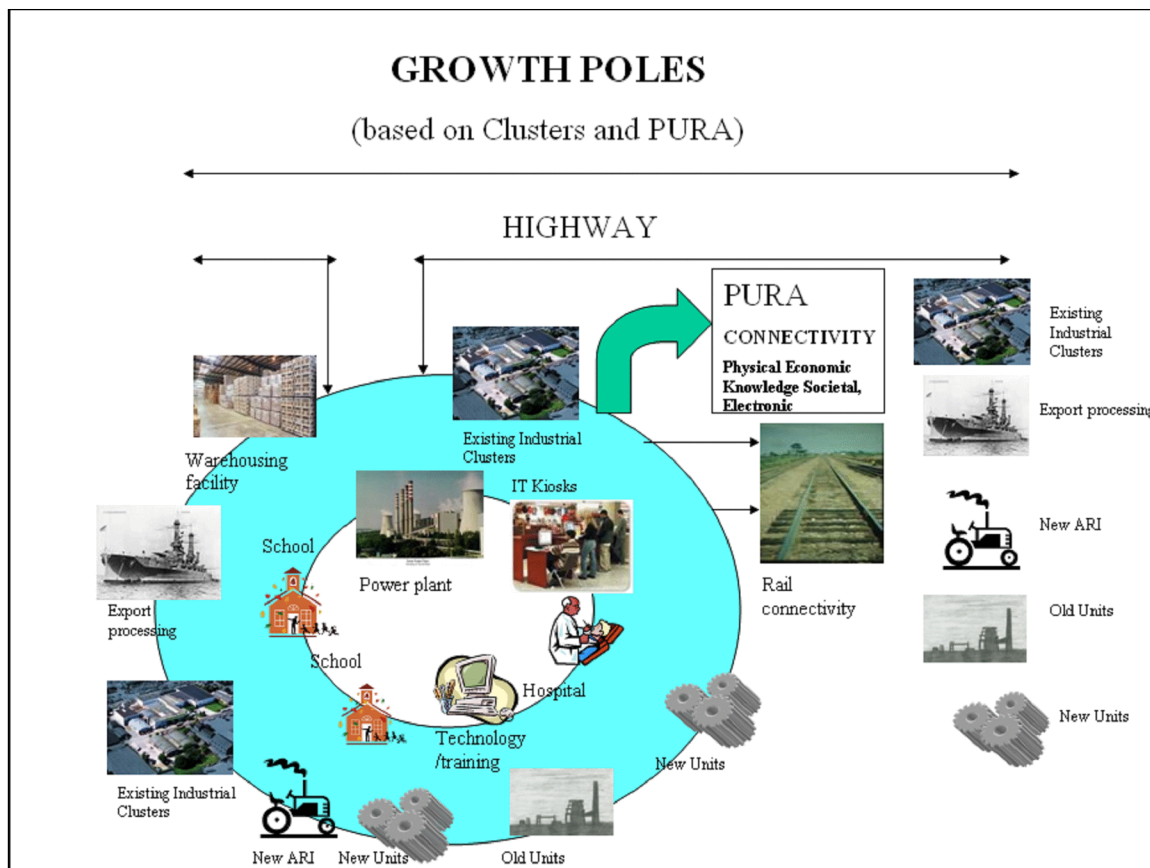 GROWTH POLES
(based on Clusters and PURA)
HIGHWAY
PURA
CONNECTIVITY
Physical Economic
Knowledge Societal,
Electronic
Existing
Industrial
Clusters
Export processing
New ARI
Old Units
New Units
Warehousing
facility
Existing Industrial
Clusters
IT Kiosks
School
Power plant
Rail
connectivity
Export
processing
School
Hospital
Technology
/training
New Units
Existing Industrial
Clusters
New ARI
New Units
Old Units